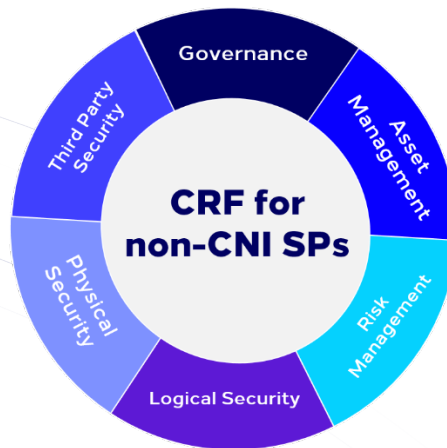 Governance
Asset
Management
Risk
Management
Logical Security
Physical
Security
Third Party
Security
CRF for
non-CNI SPs